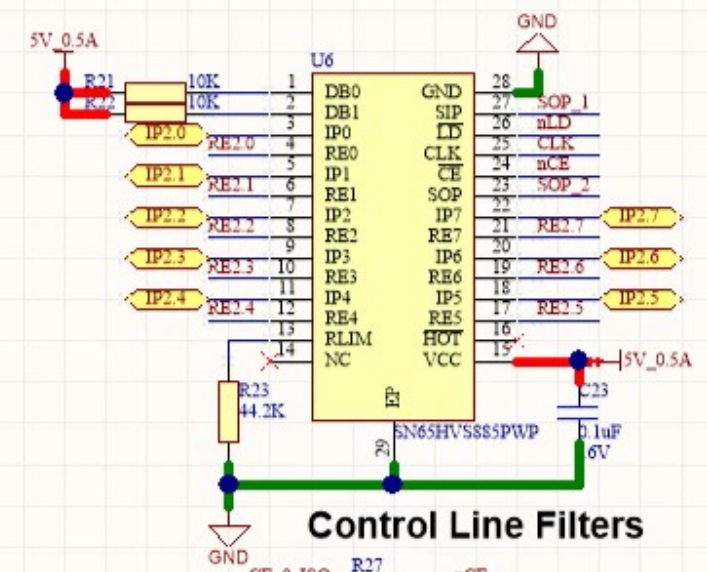 GND
5V_0.5A
U6
R21 10K 1 DB0 GND 28
R22 10K 2 DB1 SIP 27 SOP_1
IP2.0 3 IP0 LD 26 nLD
RE2.0 4 RE0 CLK 25 CLK
IP2.1 5 IP1 CE 24 nCE
RE2.1 6 RE1 SOP 23 SOP_2
IP2.2 7 IP2 IP7 22 IP2.7
RE2.2 8 RE2 RE7 21 RE2.7
IP2.3 9 IP3 IP6 20 IP2.6
RE2.3 10 RE3 RE6 19 RE2.6
IP2.4 11 IP4 IP5 18 IP2.5
RE2.4 12 RE4 RE5 17 RE2.5
13 RLIM HOT 16
14 NC VCC 15 5V_0.5A
R23
44.2K
EP
29
SN65HVS885PWP
C23
0.1uF
6V
Control Line Filters
GND
R27